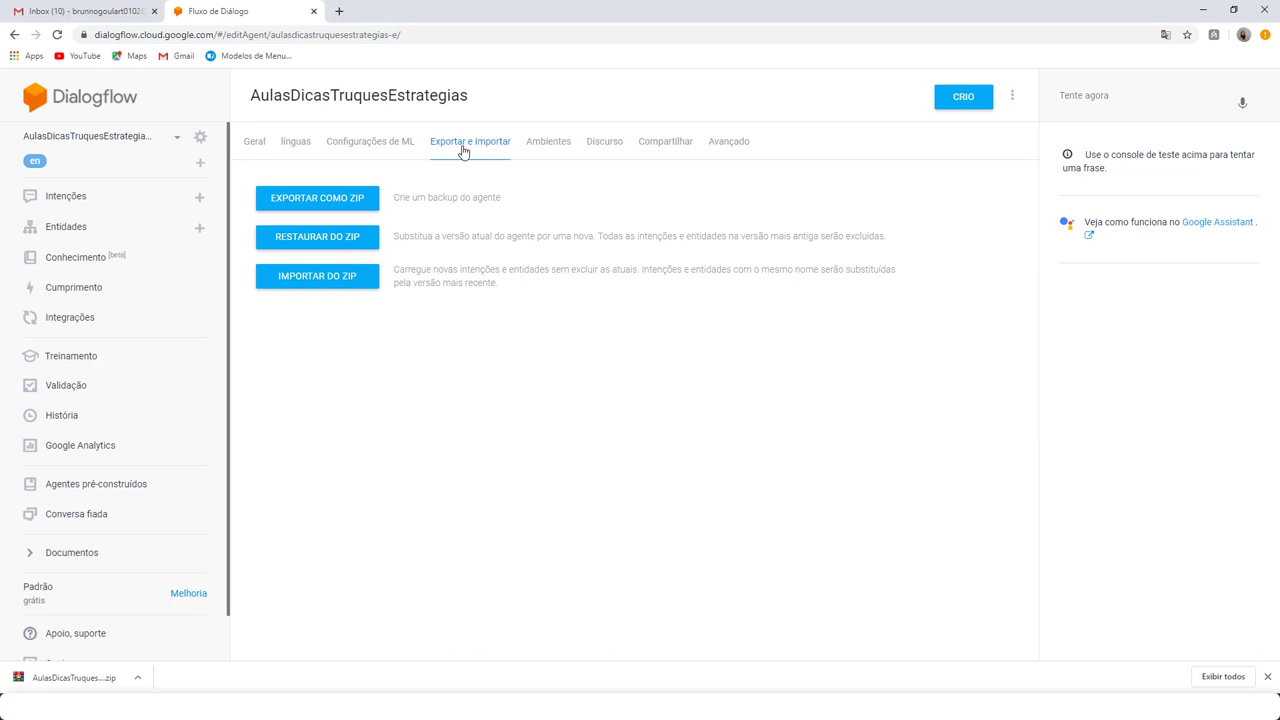 Inbox (10) - brunnogoulart0102@
Fluxo de Diálogo
dialogflow.cloud.google.com/#/editAgent/aulasdicastruquesestrategias-e/
Apps
YouTube
Maps
Gmail
Modelos de Menu...
Dialogflow
AulasDicasTruquesEstrategia...
en
Intenções
Entidades
Conhecimento [beta]
Cumprimento
Integrações
Treinamento
Validação
História
Google Analytics
Agentes pré-construídos
Conversa fiada
Documentos
Padrão
grátis
Melhoria
Apoio, suporte
AulasDicasTruquesEstrategias
CRIO
Geral
línguas
Configurações de ML
Exportar e importar
Ambientes
Discurso
Compartilhar
Avançado
EXPORTAR COMO ZIP
Crie um backup do agente
RESTAURAR DO ZIP
Substitua a versão atual do agente por uma nova. Todas as intenções e entidades na versão mais antiga serão excluídas.
IMPORTAR DO ZIP
Carregue novas intenções e entidades sem excluir as atuais. Intenções e entidades com o mesmo nome serão substituídas
pela versão mais recente.
Tente agora
Use o console de teste acima para tentar
uma frase.
Veja como funciona no Google Assistant .
AulasDicasTruques....zip
Exibir todos